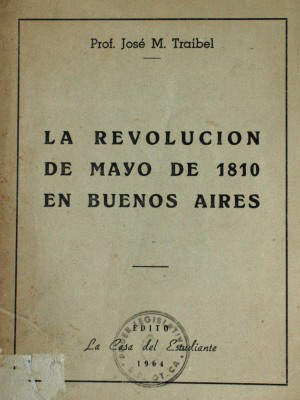 Prof. José M. Traibel
LA REVOLUCION
DE MAYO DE 1810
EN BUENOS AIRES
EDITO
La Casa del Estudiante
1964